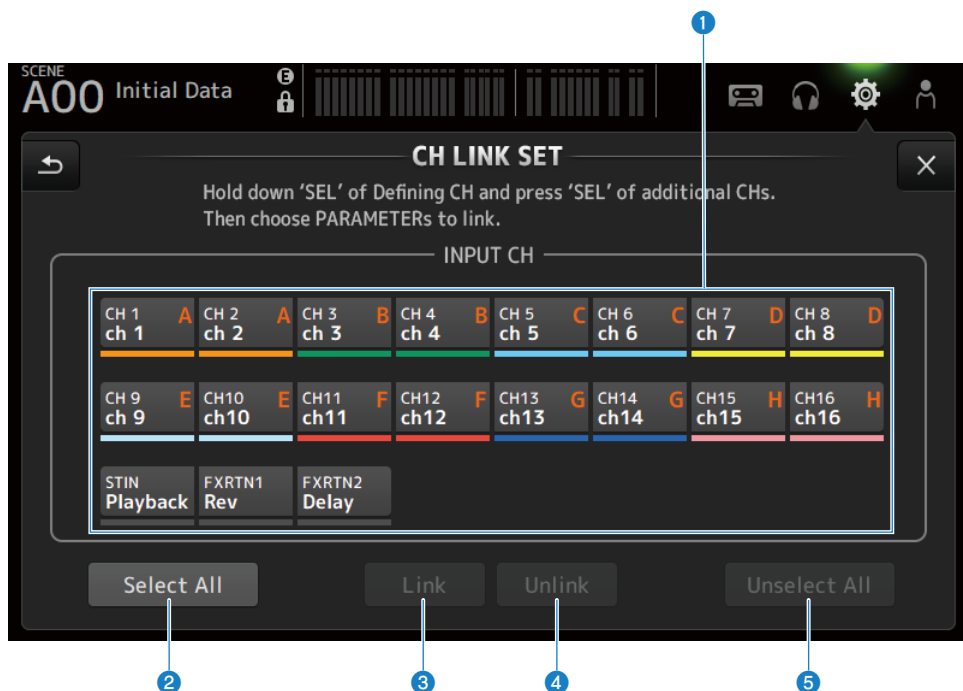 1
SCENE
A00 Initial Data E
CH LINK SET
Hold down ‘SEL’ of Defining CH and press ‘SEL’ of additional CHs.
Then choose PARAMETERs to link.
INPUT CH
CH 1 A CH 2 A CH 3 B CH 4 B CH 5 C CH 6 C CH 7 D CH 8 D
ch 1 ch 2 ch 3 ch 4 ch 5 ch 6 ch 7 ch 8
CH 9 E CH10 E CH11 F CH12 F CH13 G CH14 G CH15 H CH16 H
ch 9 ch10 ch11 ch12 ch13 ch14 ch15 ch16
STIN FXRTN1 FXRTN2
Playback Rev Delay
Select All Link Unlink Unselect All
2 3 4 5